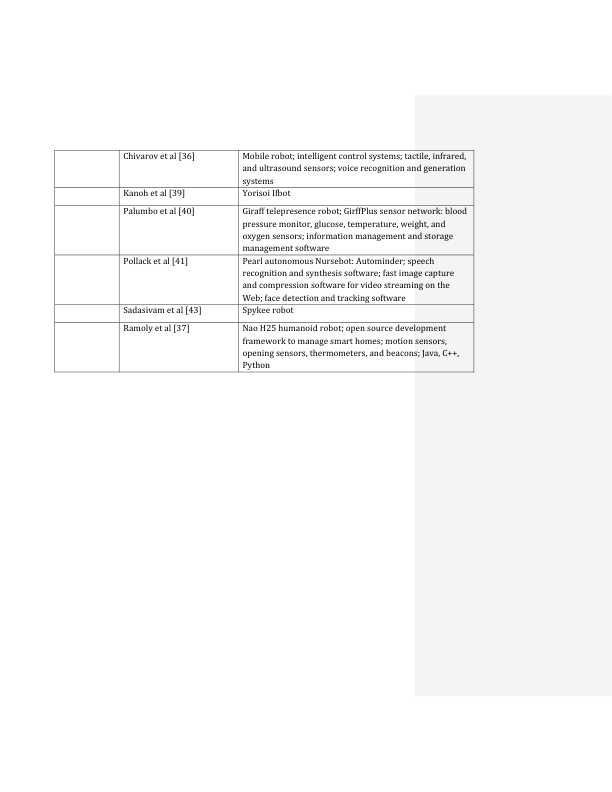 Chivarov et al [36]
Mobile robot; intelligent control systems; tactile, infrared,
and ultrasound sensors; voice recognition and generation
systems
Kanoh et al [39]
Yorisoi Ifbot
Palumbo et al [40]
Giraff telepresence robot; GirffPlus sensor network: blood
pressure monitor, glucose, temperature, weight, and
oxygen sensors; information management and storage
management software
Pollack et al [41]
Pearl autonomous Nursebot: Autominder; speech
recognition and synthesis software; fast image capture
and compression software for video streaming on the
Web; face detection and tracking software
Sadasivam et al [43]
Spykee robot
Ramoly et al [37]
Nao H25 humanoid robot; open source development
framework to manage smart homes; motion sensors,
opening sensors, thermometers, and beacons; Java, C++,
Python